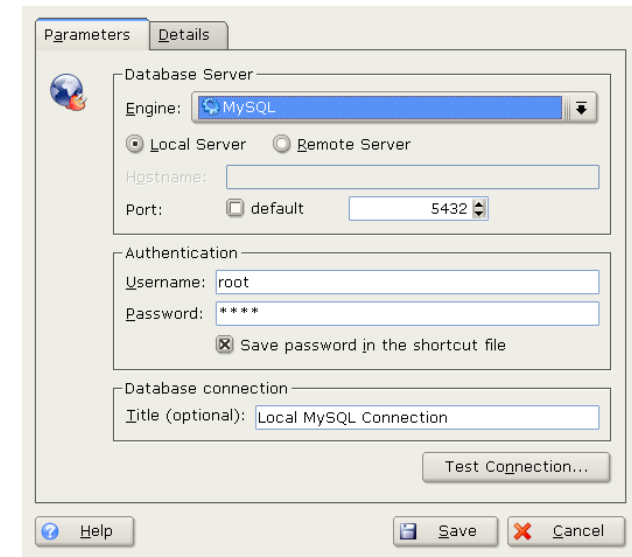 Parameters Details
Database Server
Engine: MySQL
Local Server Remote Server
Hostname:
Port: default 5432
Authentication
Username: root
Password: ****
Save password in the shortcut file
Database connection
Title (optional): Local MySQL Connection
Test Connection...
Help Save Cancel